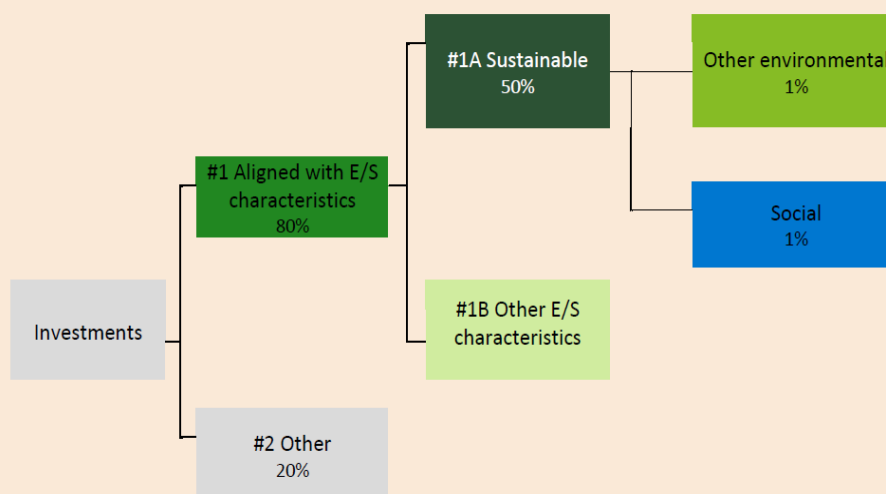 #1A Sustainable
50%
Other environmental
1%
#1 Aligned with E/S
characteristics
80%
Social
1%
Investments
#1B Other E/S
characteristics
#2 Other
20%